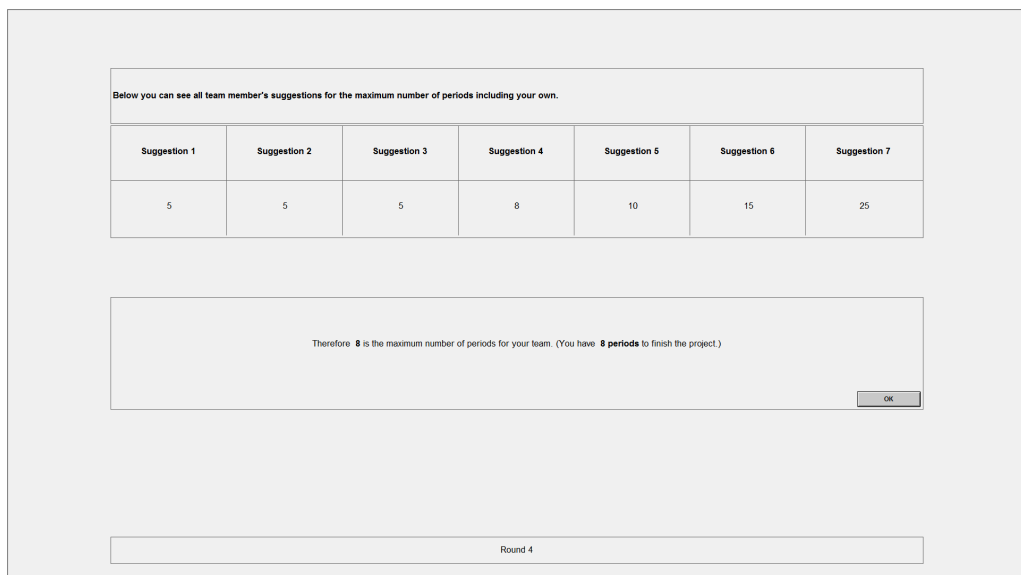 Below you can see all team member's suggestions for the maximum number of periods including your own.
Suggestion 1 Suggestion 2 Suggestion 3 Suggestion 4 Suggestion 5 Suggestion 6 Suggestion 7
5 5 5 8 10 15 25
Therefore 8 is the maximum number of periods for your team. (You have 8 periods to finish the project.)
OK
Round 4